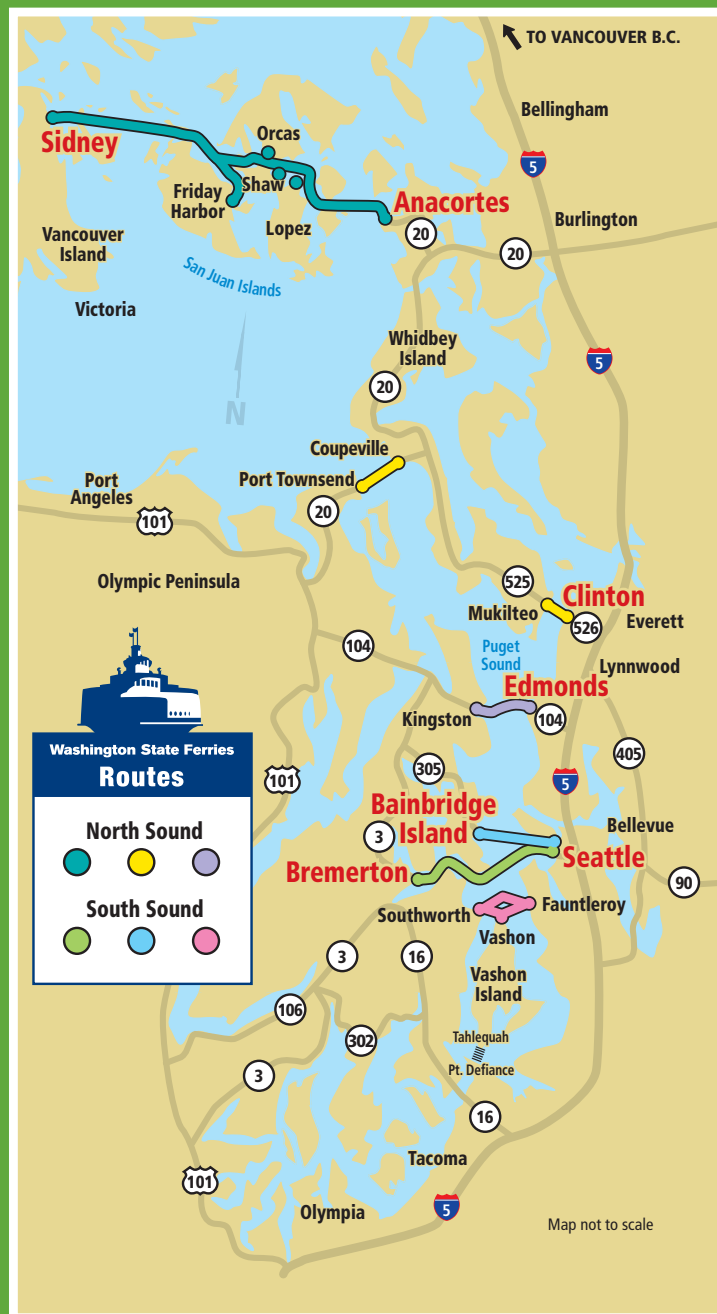 TO VANCOUVER B.C.
Bellingham
5
Sidney
Orcas
Shaw
Friday
Harbor
Lopez
Anacortes
20
Burlington
20
Vancouver
Island
San Juan Islands
Victoria
Whidbey
Island
5
20
N
Coupeville
Port Townsend
Port
Angeles
101
20
Olympic Peninsula
525
Clinton
Mukilteo
526
Everett
104
Puget
Sound
Lynnwood
Edmonds
Kingston
104
405
101
305
5
Bainbridge
Island
3
Bellevue
Seattle
Bremerton
90
Southworth
Fauntleroy
Vashon
3
16
Vashon
Island
106
302
Tahlequah
Pt. Defiance
3
16
Tacoma
101
Olympia
5
Map not to scale
Washington State Ferries
Routes
North Sound
South Sound